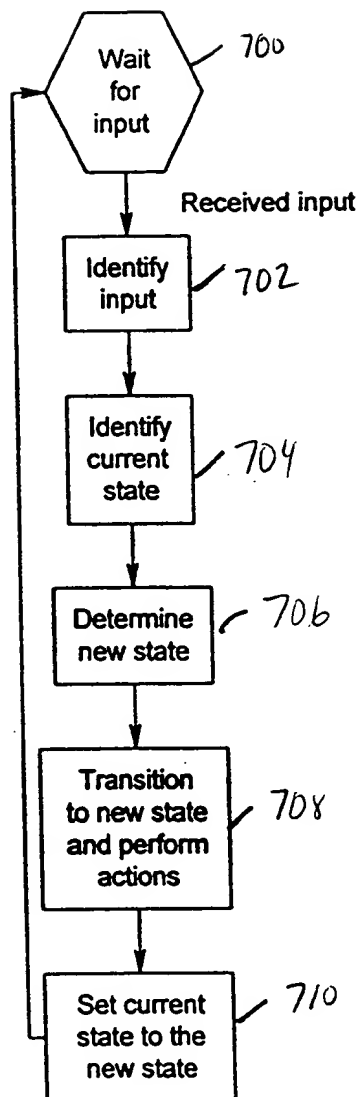 Wait
for
input
700
Received input
Identify
input
702
Identify
current
state
704
Determine
new state
706
Transition
to new state
and perform
actions
708
Set current
state to the
new state
710